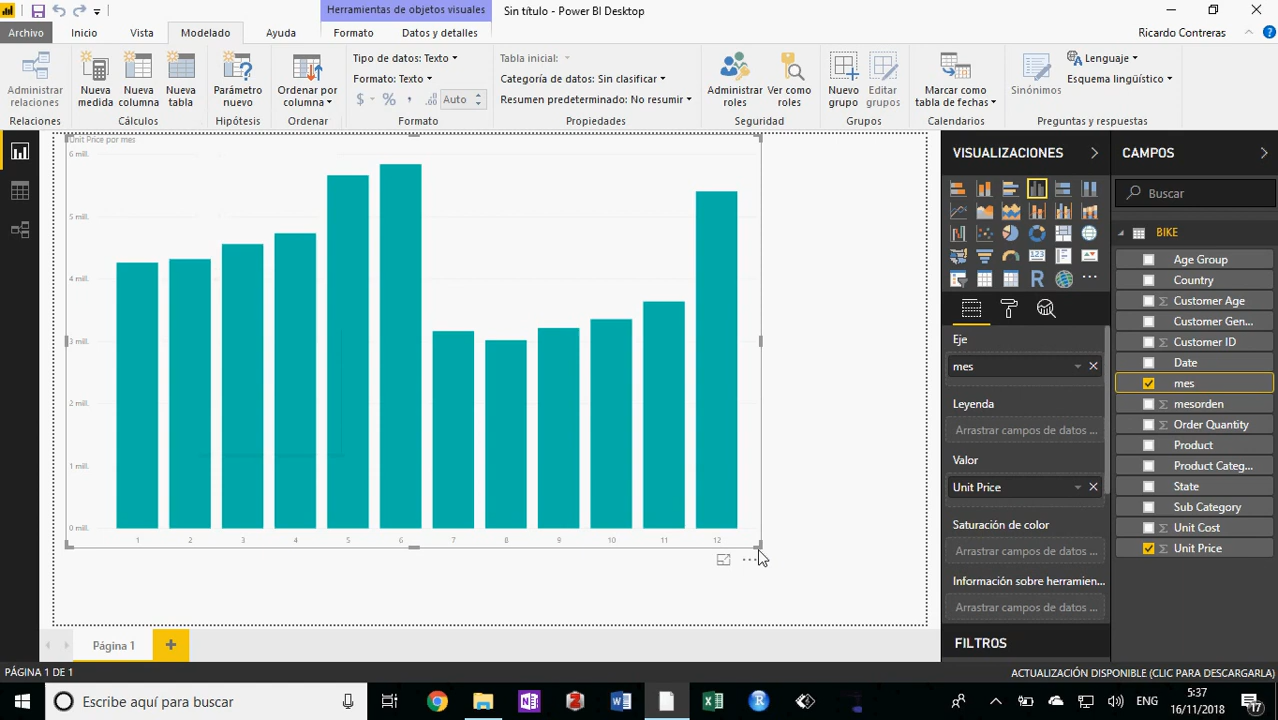 Herramientas de objetos visuales
Sin título - Power BI Desktop
Archivo
Inicio
Vista
Modelado
Ayuda
Formato
Datos y detalles
Ricardo Contreras
Administrar relaciones
Nueva medida
Nueva columna
Nueva tabla
Parámetro nuevo
Ordenar por columna
Tipo de datos: Texto
Formato: Texto
$ % , .00 Auto
Tabla inicial:
Categoría de datos: Sin clasificar
Resumen predeterminado: No resumir
Administrar roles
Ver como roles
Nuevo grupo
Editar grupos
Marcar como tabla de fechas
Sinónimos
Lenguaje
Esquema lingüístico
Relaciones
Cálculos
Hipótesis
Ordenar
Formato
Propiedades
Seguridad
Grupos
Calendarios
Preguntas y respuestas
Unit Price por mes
6 mill.
5 mill.
4 mill.
3 mill.
2 mill.
1 mill.
0 mill.
1 2 3 4 5 6 7 8 9 10 11 12
VISUALIZACIONES
123
R
Eje
mes
Leyenda
Arrastrar campos de datos ...
Valor
Unit Price
Saturación de color
Arrastrar campos de datos ...
Información sobre herramien...
Arrastrar campos de datos ...
FILTROS
CAMPOS
Buscar
BIKE
Age Group
Country
Σ Customer Age
Customer Gen...
Σ Customer ID
Date
mes
Σ mesorden
Σ Order Quantity
Product
Product Categ...
State
Sub Category
Σ Unit Cost
Σ Unit Price
Página 1
PÁGINA 1 DE 1
ACTUALIZACIÓN DISPONIBLE (CLIC PARA DESCARGARLA)
Escribe aquí para buscar
ENG
5:37
16/11/2018
17